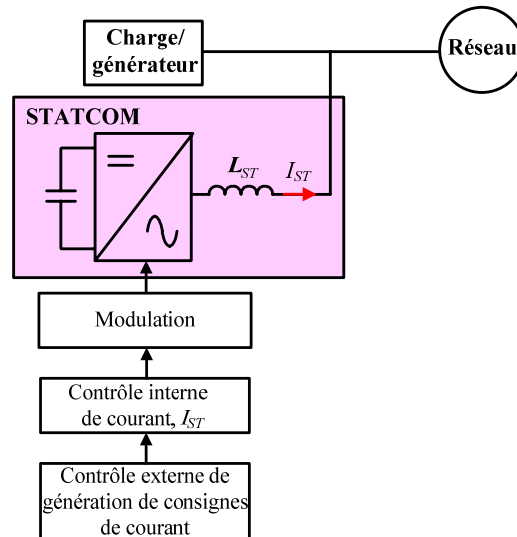 Charge/
générateur
Réseau
STATCOM
L_ST
I_ST
Modulation
Contrôle interne
de courant, I_ST
Contrôle externe de
génération de consignes
de courant